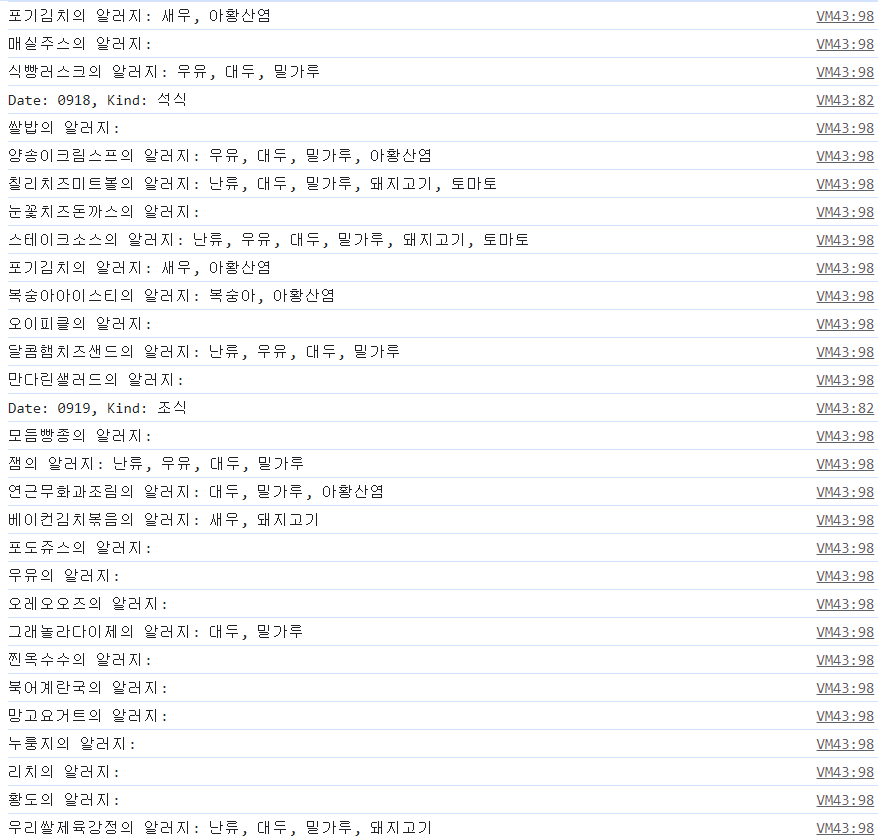 포기김치의 알러지: 새우, 아황산염 VM43:98
매실주스의 알러지: VM43:98
식빵러스크의 알러지: 우유, 대두, 밀가루 VM43:98
Date: 0918, Kind: 석식 VM43:82
쌀밥의 알러지: VM43:98
양송이크림스프의 알러지: 우유, 대두, 밀가루, 아황산염 VM43:98
칠리치즈미트볼의 알러지: 난류, 대두, 밀가루, 돼지고기, 토마토 VM43:98
눈꽃치즈돈까스의 알러지: VM43:98
스테이크소스의 알러지: 난류, 우유, 대두, 밀가루, 돼지고기, 토마토 VM43:98
포기김치의 알러지: 새우, 아황산염 VM43:98
복숭아아이스티의 알러지: 복숭아, 아황산염 VM43:98
오이피클의 알러지: VM43:98
달콤햄치즈샌드의 알러지: 난류, 우유, 대두, 밀가루 VM43:98
만다린샐러드의 알러지: VM43:98
Date: 0919, Kind: 조식 VM43:82
모듬빵종의 알러지: VM43:98
잼의 알러지: 난류, 우유, 대두, 밀가루 VM43:98
연근무화과조림의 알러지: 대두, 밀가루, 아황산염 VM43:98
베이컨김치볶음의 알러지: 새우, 돼지고기 VM43:98
포도쥬스의 알러지: VM43:98
우유의 알러지: VM43:98
오레오오즈의 알러지: VM43:98
그래놀라다이제의 알러지: 대두, 밀가루 VM43:98
찐옥수수의 알러지: VM43:98
북어계란국의 알러지: VM43:98
망고요거트의 알러지: VM43:98
누룽지의 알러지: VM43:98
리치의 알러지: VM43:98
황도의 알러지: VM43:98
우리쌀제육강정의 알러지: 난류, 대두, 밀가루, 돼지고기 VM43:98